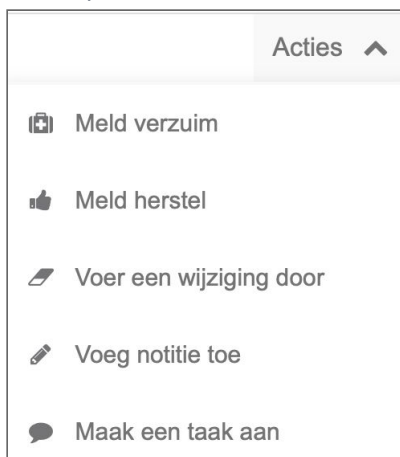 Acties
Meld verzuim
Meld herstel
Voer een wijziging door
Voeg notitie toe
Maak een taak aan